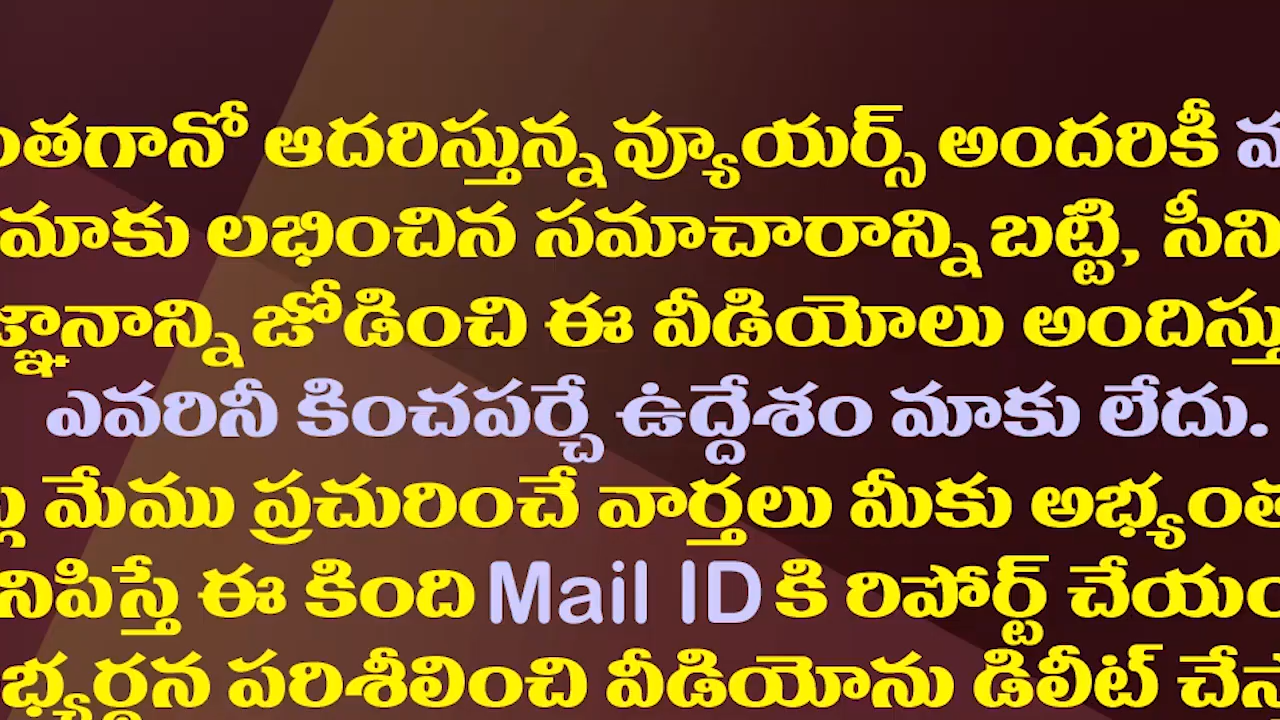 ంతగానో ఆదరిస్తున్న వ్యూయర్స్ అందరికీ
మాకు లభించిన సమాచారాన్ని బట్టి, సీని
జ్ఞానాన్ని జోడించి ఈ వీడియోలు అందిస్తు
ఎవరినీ కించపర్చే ఉద్దేశం మాకు లేదు.
మేము ప్రచురించే వార్తలు మీకు అభ్యంత
నిపిస్తే ఈ కింది Mail ID కి రిపోర్ట్ చేయం
భ్యర్థన పరిశీలించి వీడియోను డిలీట్ చేస